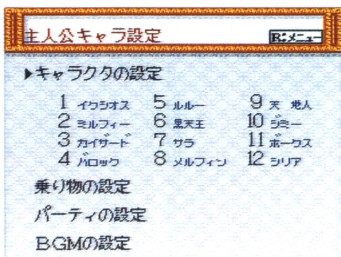 主人公キャラ設定 R:メニュー
▶キャラクタの設定
1 イクシオス 5 ルルー 9 天 地人
2 ミルフィー 6 黒天王 10 ジミー
3 カイザード 7 サラ 11 ボークス
4 バロック 8 メルフィン 12 シリア
乗り物の設定
パーティの設定
BGMの設定